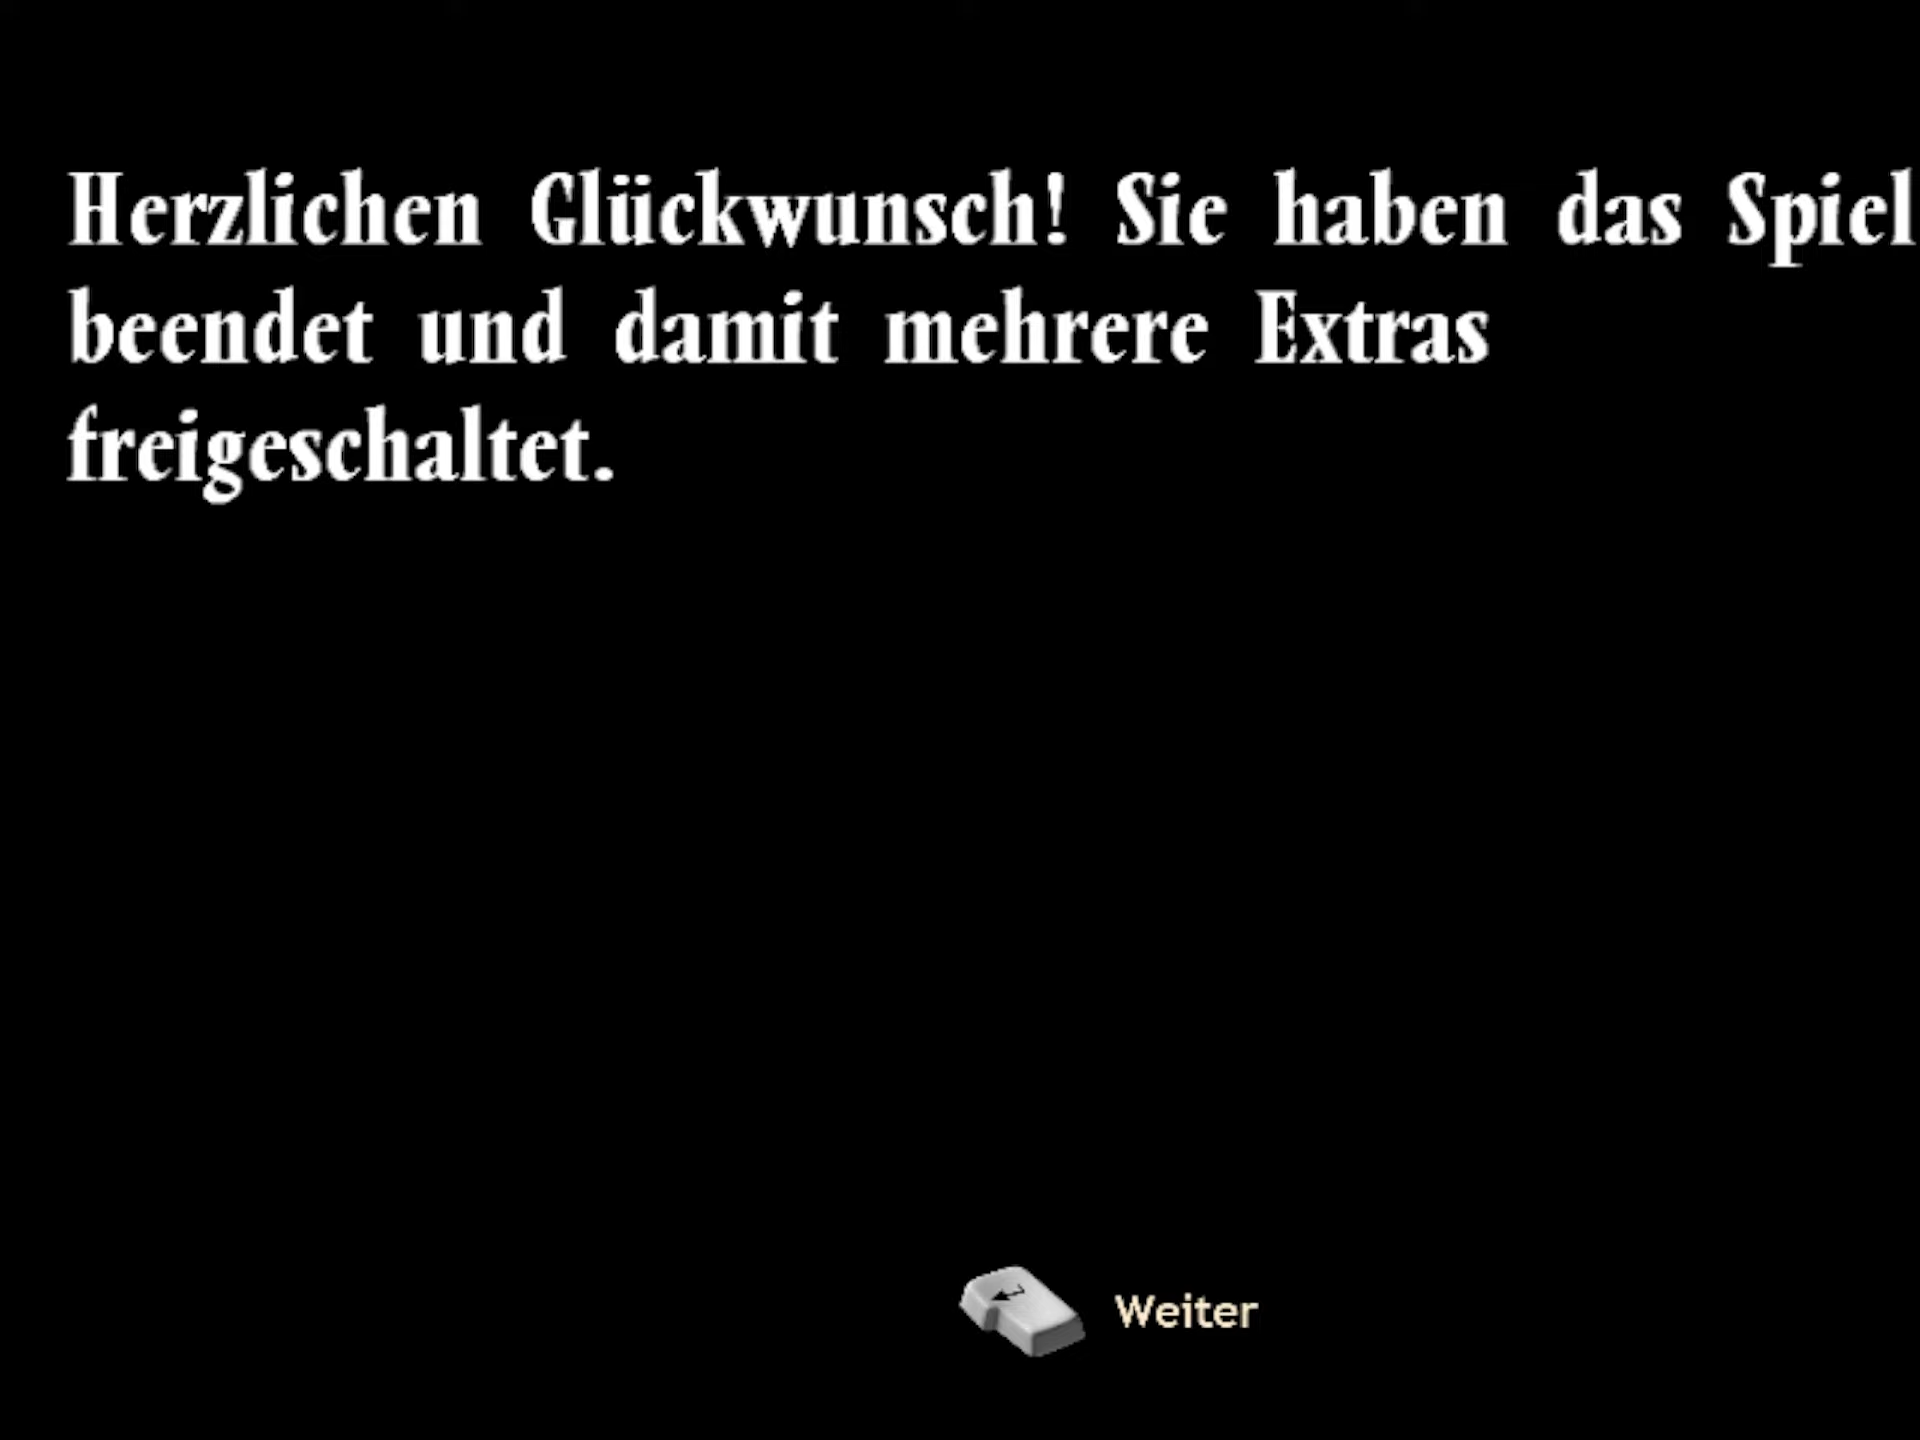 Herzlichen Glückwunsch! Sie haben das Spiel
beendet und damit mehrere Extras
freigeschaltet.
Weiter